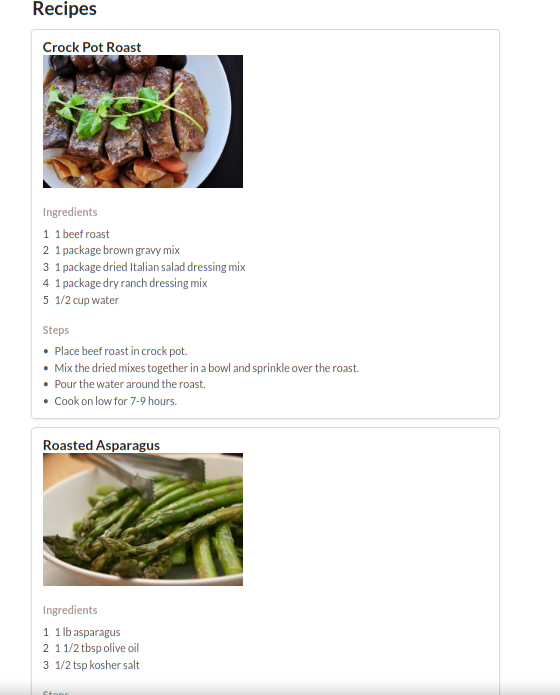 Recipes
Crock Pot Roast
Ingredients
1 1 beef roast
2 1 package brown gravy mix
3 1 package dried Italian salad dressing mix
4 1 package dry ranch dressing mix
5 1/2 cup water
Steps
• Place beef roast in crock pot.
• Mix the dried mixes together in a bowl and sprinkle over the roast.
• Pour the water around the roast.
• Cook on low for 7-9 hours.
Roasted Asparagus
Ingredients
1 1 lb asparagus
2 1 1/2 tbsp olive oil
3 1/2 tsp kosher salt
Steps